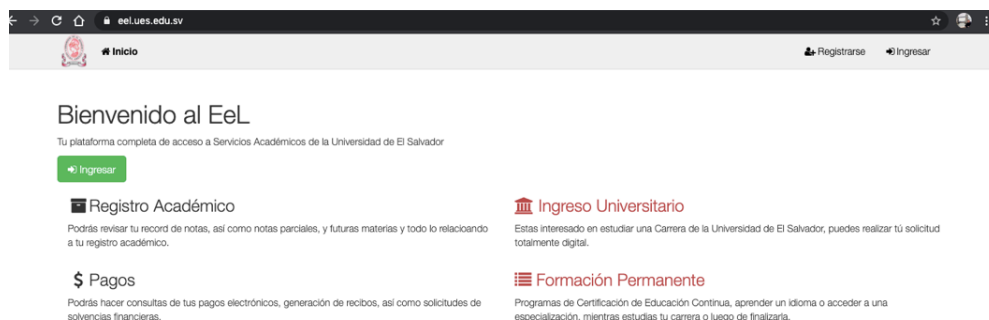 eel.ues.edu.sv
Inicio
Registrarse
Ingresar
Bienvenido al EeL
Tu plataforma completa de acceso a Servicios Académicos de la Universidad de El Salvador
Ingresar
Registro Académico
Podrás revisar tu record de notas, así como notas parciales, y futuras materias y todo lo relacioando
a tu registro académico.
Ingreso Universitario
Estas interesado en estudiar una Carrera de la Universidad de El Salvador, puedes realizar tú solicitud
totalmente digital.
$ Pagos
Podrás hacer consultas de tus pagos electrónicos, generación de recibos, así como solicitudes de
solvencias financieras.
Formación Permanente
Programas de Certificación de Educación Continua, aprender un idioma o acceder a una
especialización, mientras estudias tu carrera o luego de finalizarla.